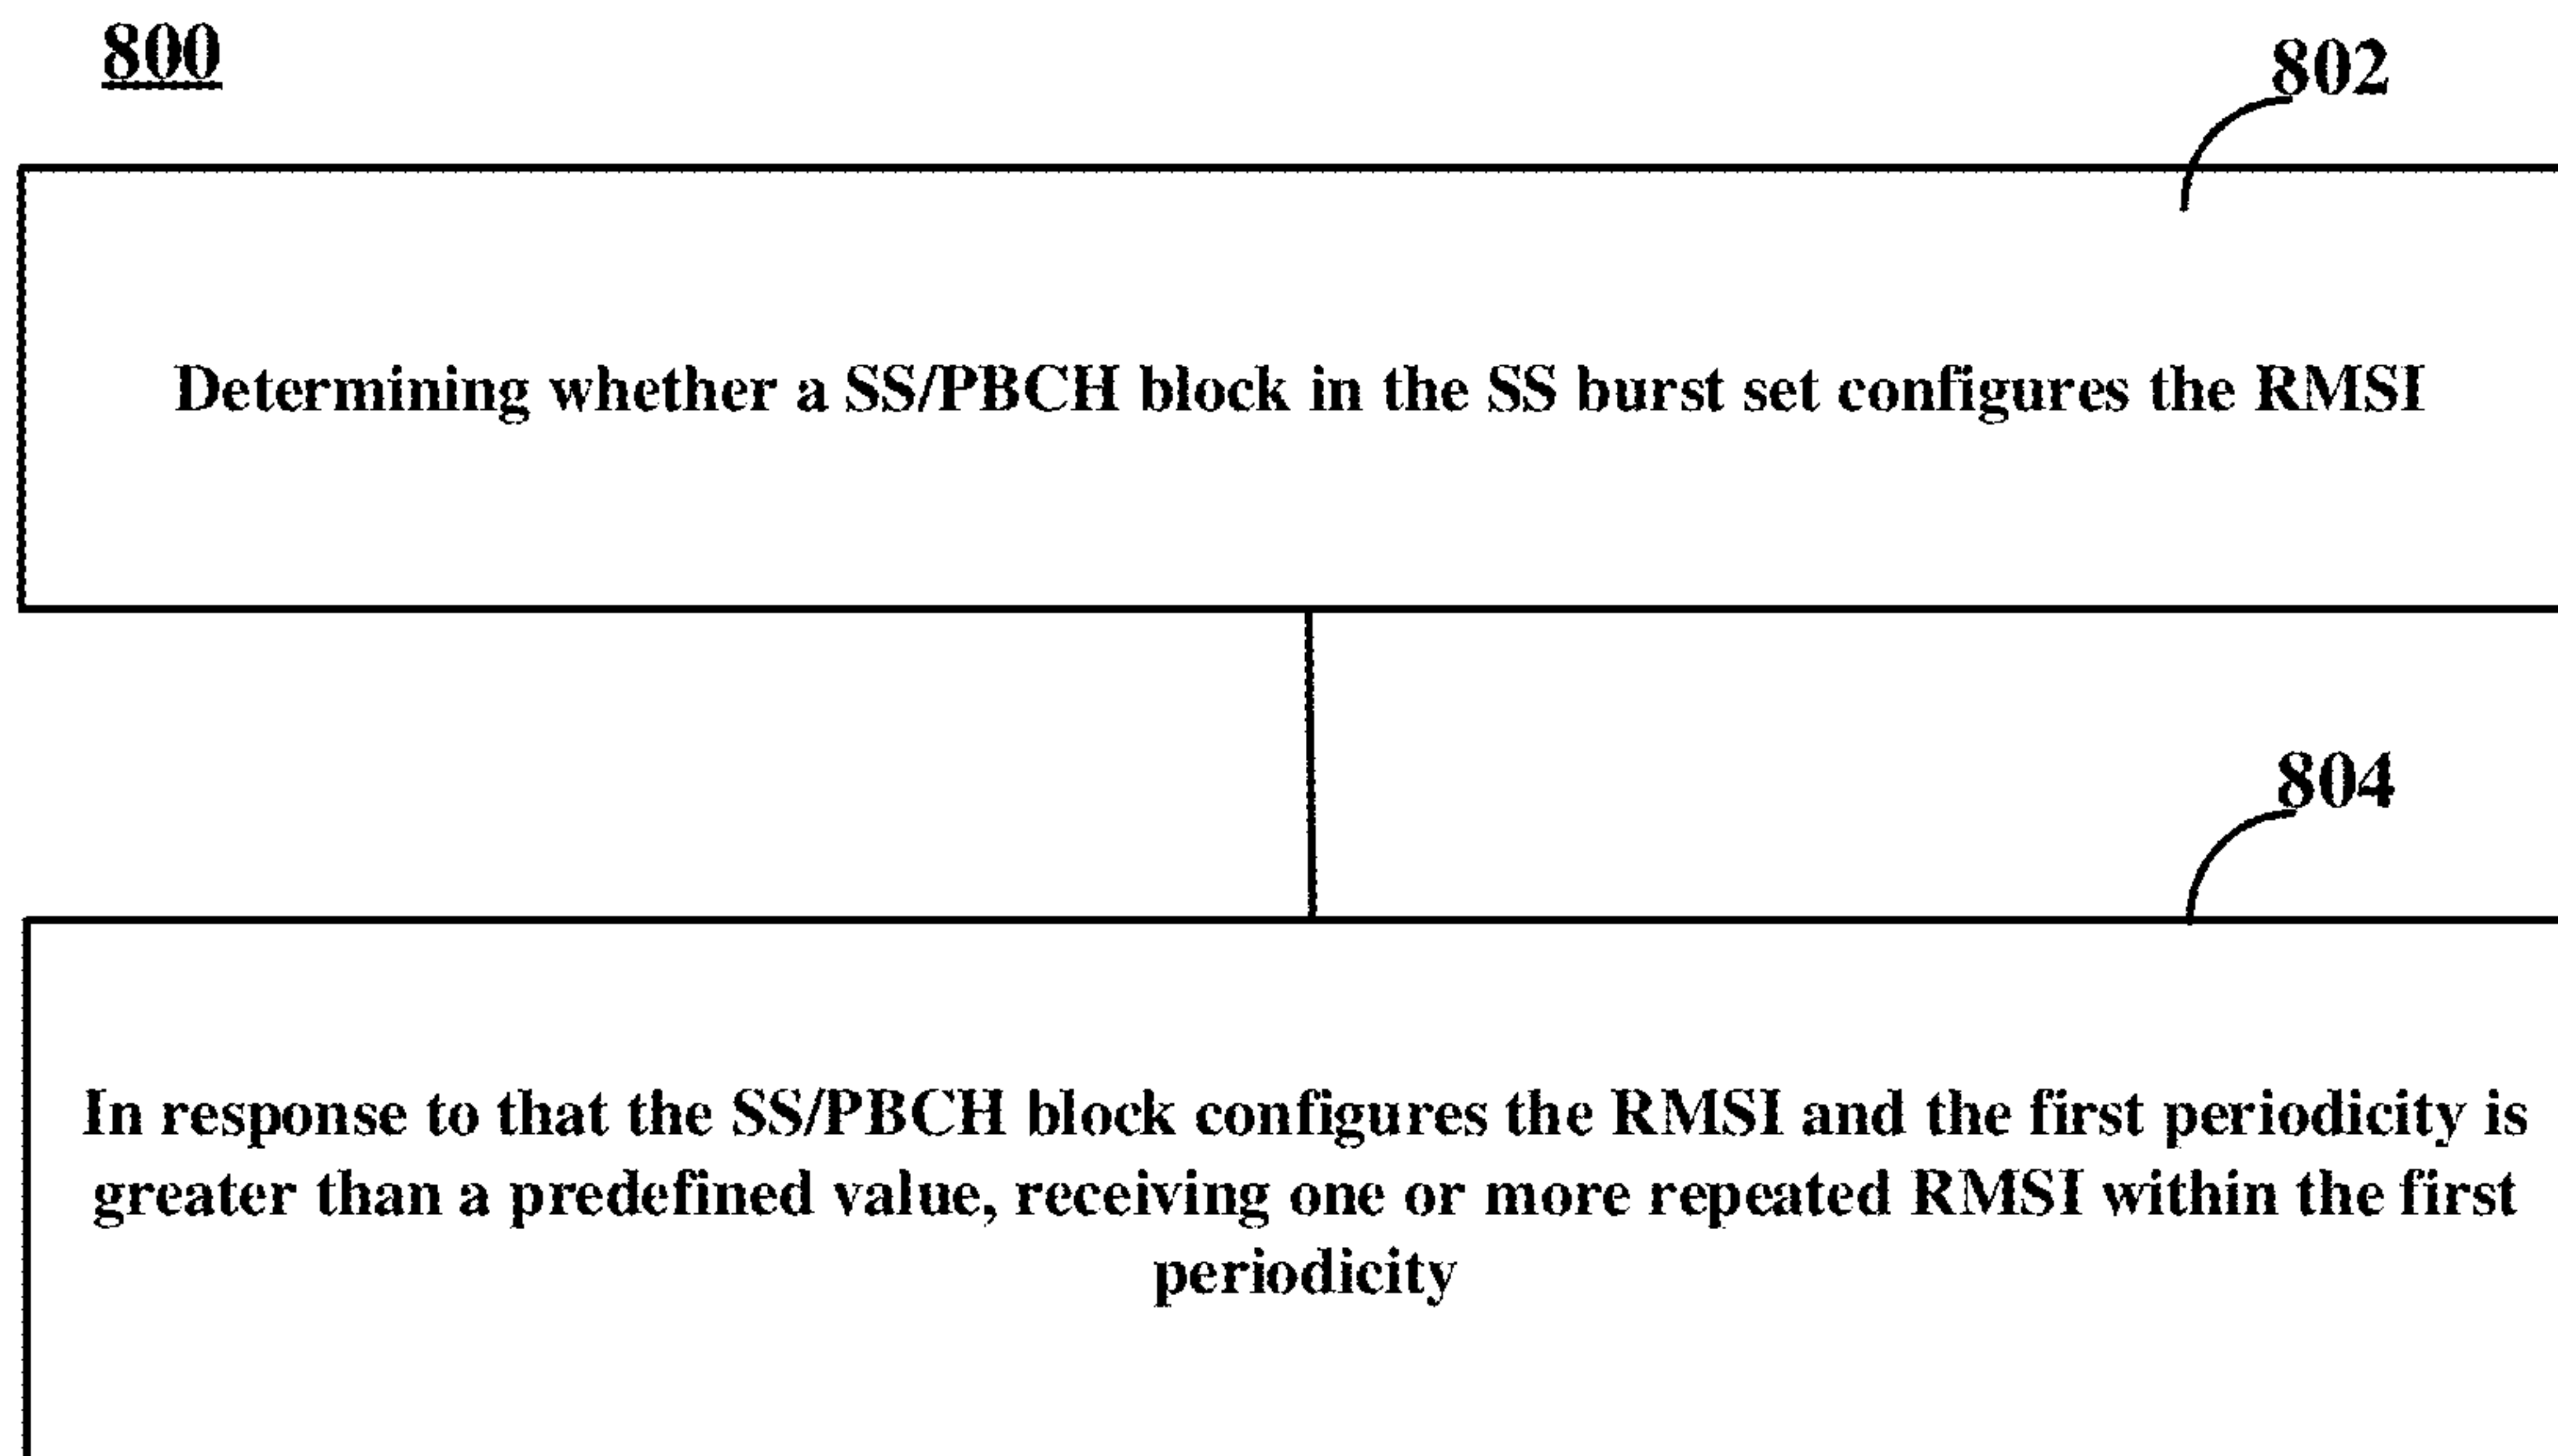 800
802
Determining whether a SS/PBCH block in the SS burst set configures the RMSI
804
In response to that the SS/PBCH block configures the RMSI and the first periodicity is
greater than a predefined value, receiving one or more repeated RMSI within the first
periodicity